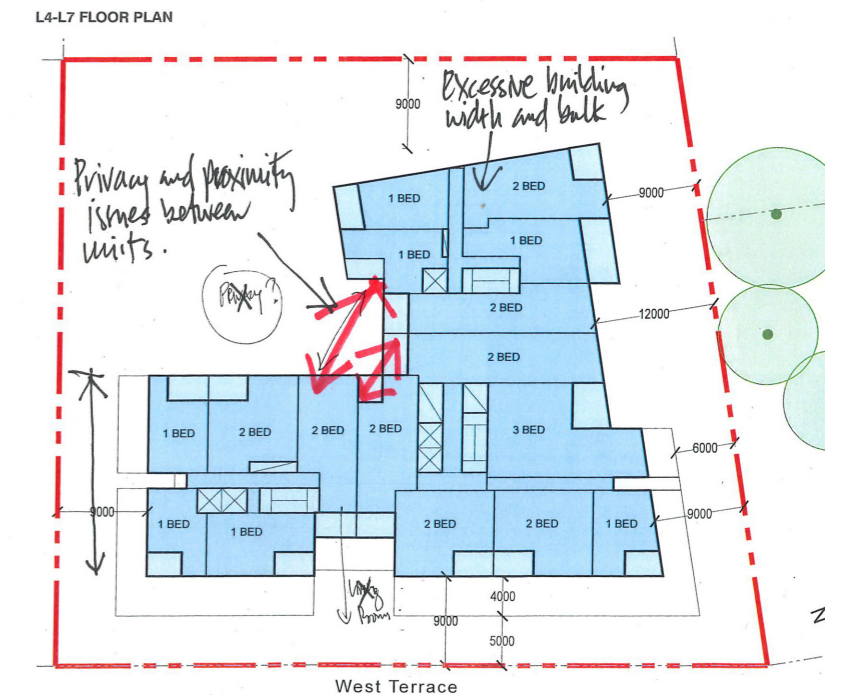 L4-L7 FLOOR PLAN
Excessive building
width and bulk
9000
Privacy and proximity
issues between
units.
1 BED
2 BED
9000
1 BED
1 BED
2 BED
12000
2 BED
1 BED
2 BED
2 BED
2 BED
3 BED
6000
9000
1 BED
1 BED
2 BED
2 BED
1 BED
9000
4000
9000
5000
N
West Terrace